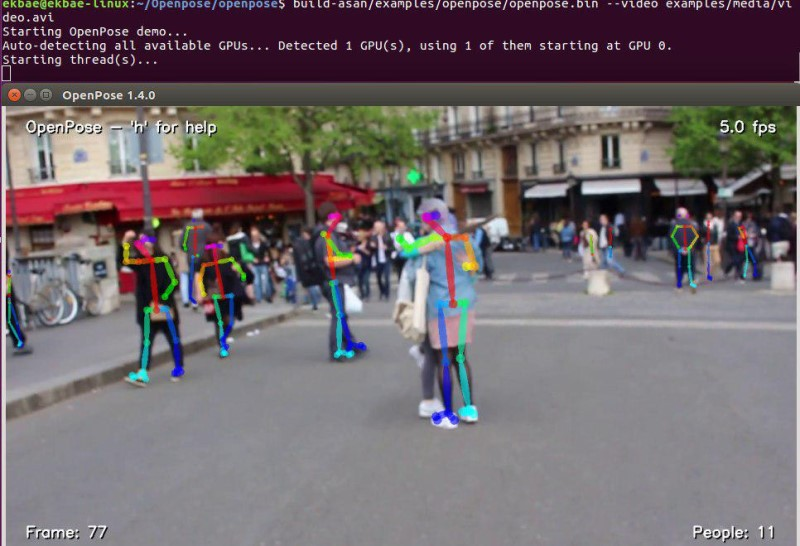 ekbae@ekbae-linux:~/Openpose/openpose$ build-asan/examples/openpose/openpose.bin --video examples/media/vi
deo.avi
Starting OpenPose demo...
Auto-detecting all available GPUs... Detected 1 GPU(s), using 1 of them starting at GPU 0.
Starting thread(s)...
OpenPose 1.4.0
OpenPose - 'h' for help
5.0 fps
Frame: 77
People: 11